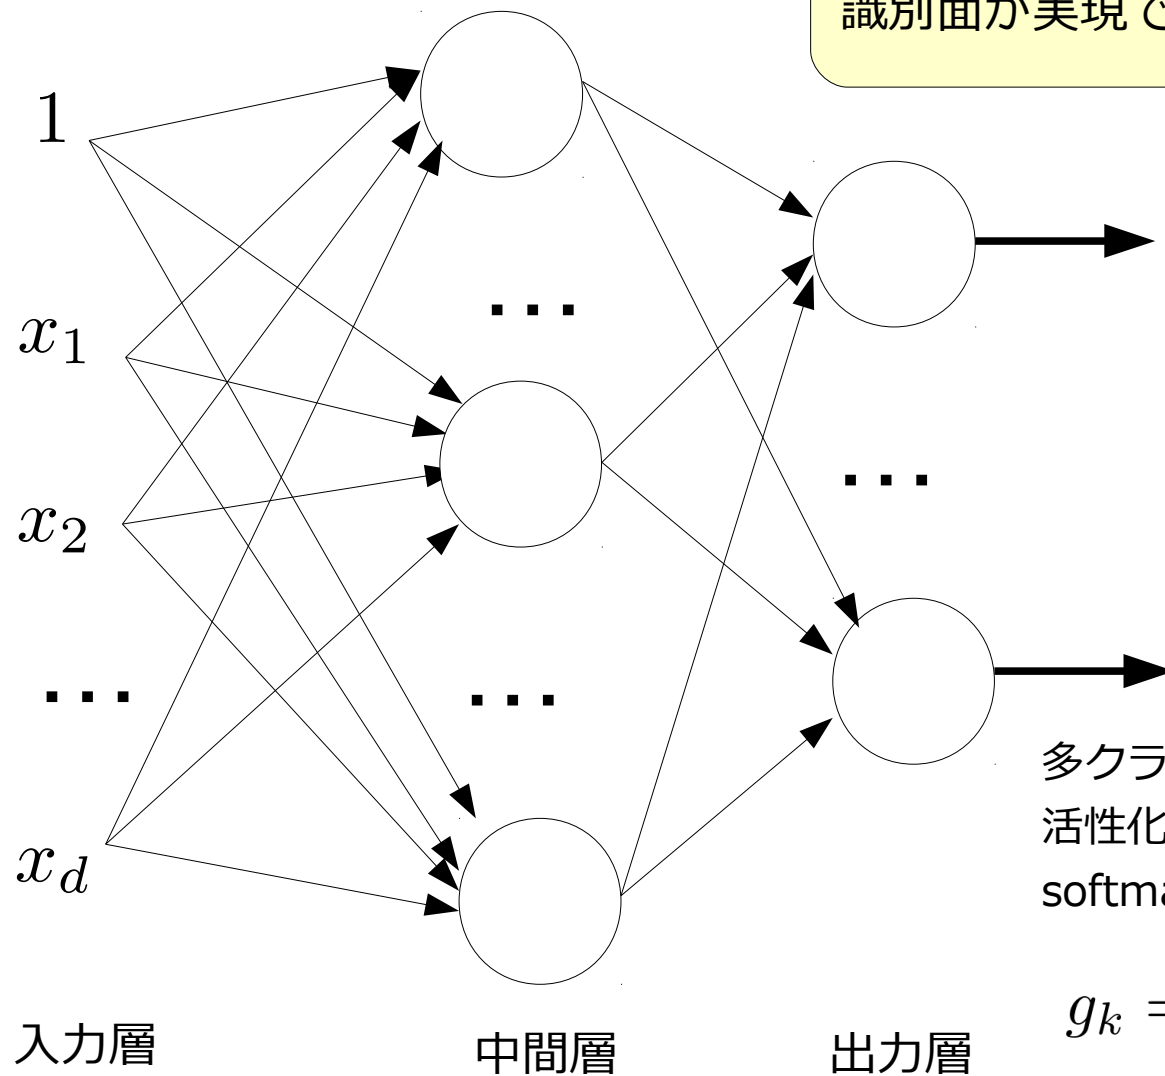 識別面が実現で
1
x_1
...
x_2
...
...
...
x_d
多クラ
活性化
softma
g_k =
入力層
中間層
出力層